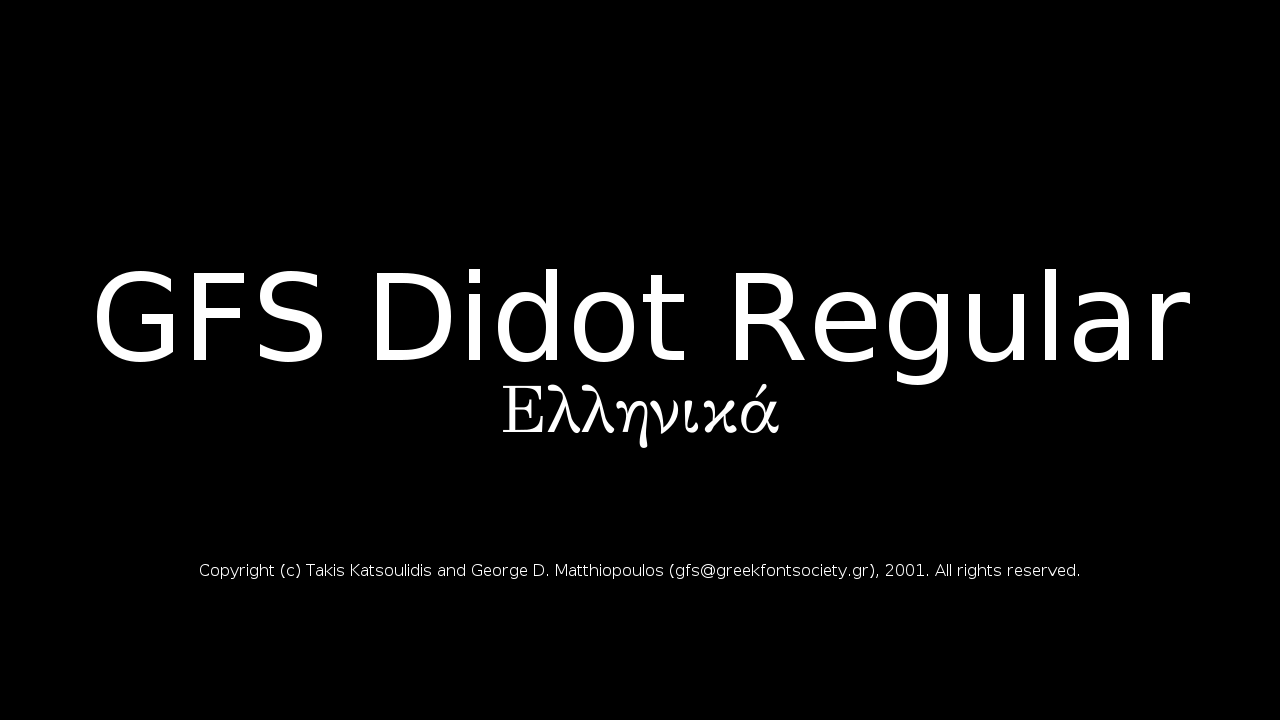 GFS Didot Regular
Ελληνικά
Copyright (c) Takis Katsoulidis and George D. Matthiopoulos (gfs@greekfontsociety.gr), 2001. All rights reserved.